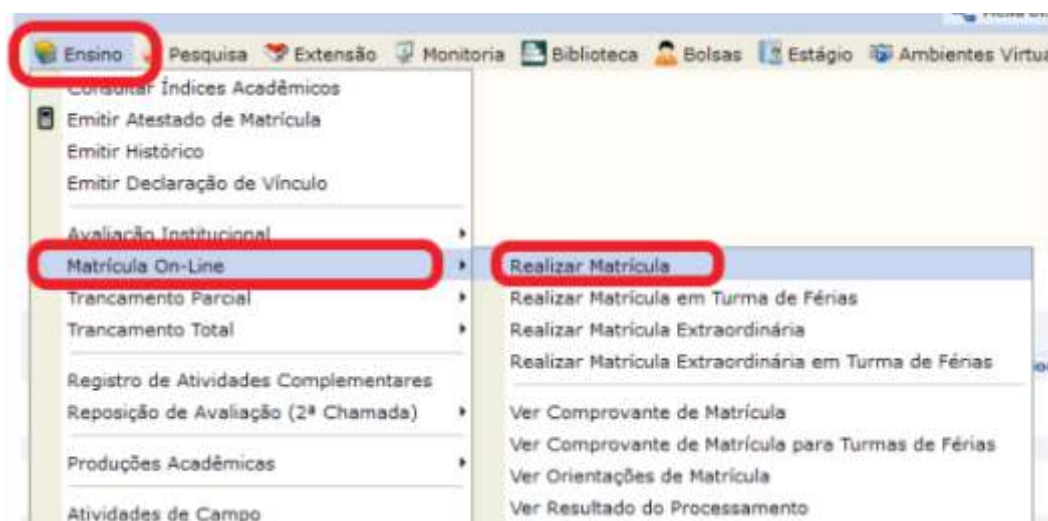 Ensino Pesquisa Extensão Monitoria Biblioteca Bolsas Estágio Ambientes Virtua
Consultar Índices Acadêmicos
Emitir Atestado de Matrícula
Emitir Histórico
Emitir Declaração de Vínculo
Avaliação Institucional
Matrícula On-Line
Trancamento Parcial
Trancamento Total
Registro de Atividades Complementares
Reposição de Avaliação (2ª Chamada)
Produções Acadêmicas
Atividades de Campo
Realizar Matrícula
Realizar Matrícula em Turma de Férias
Realizar Matrícula Extraordinária
Realizar Matrícula Extraordinária em Turma de Férias
Ver Comprovante de Matrícula
Ver Comprovante de Matrícula para Turmas de Férias
Ver Orientações de Matrícula
Ver Resultado do Processamento